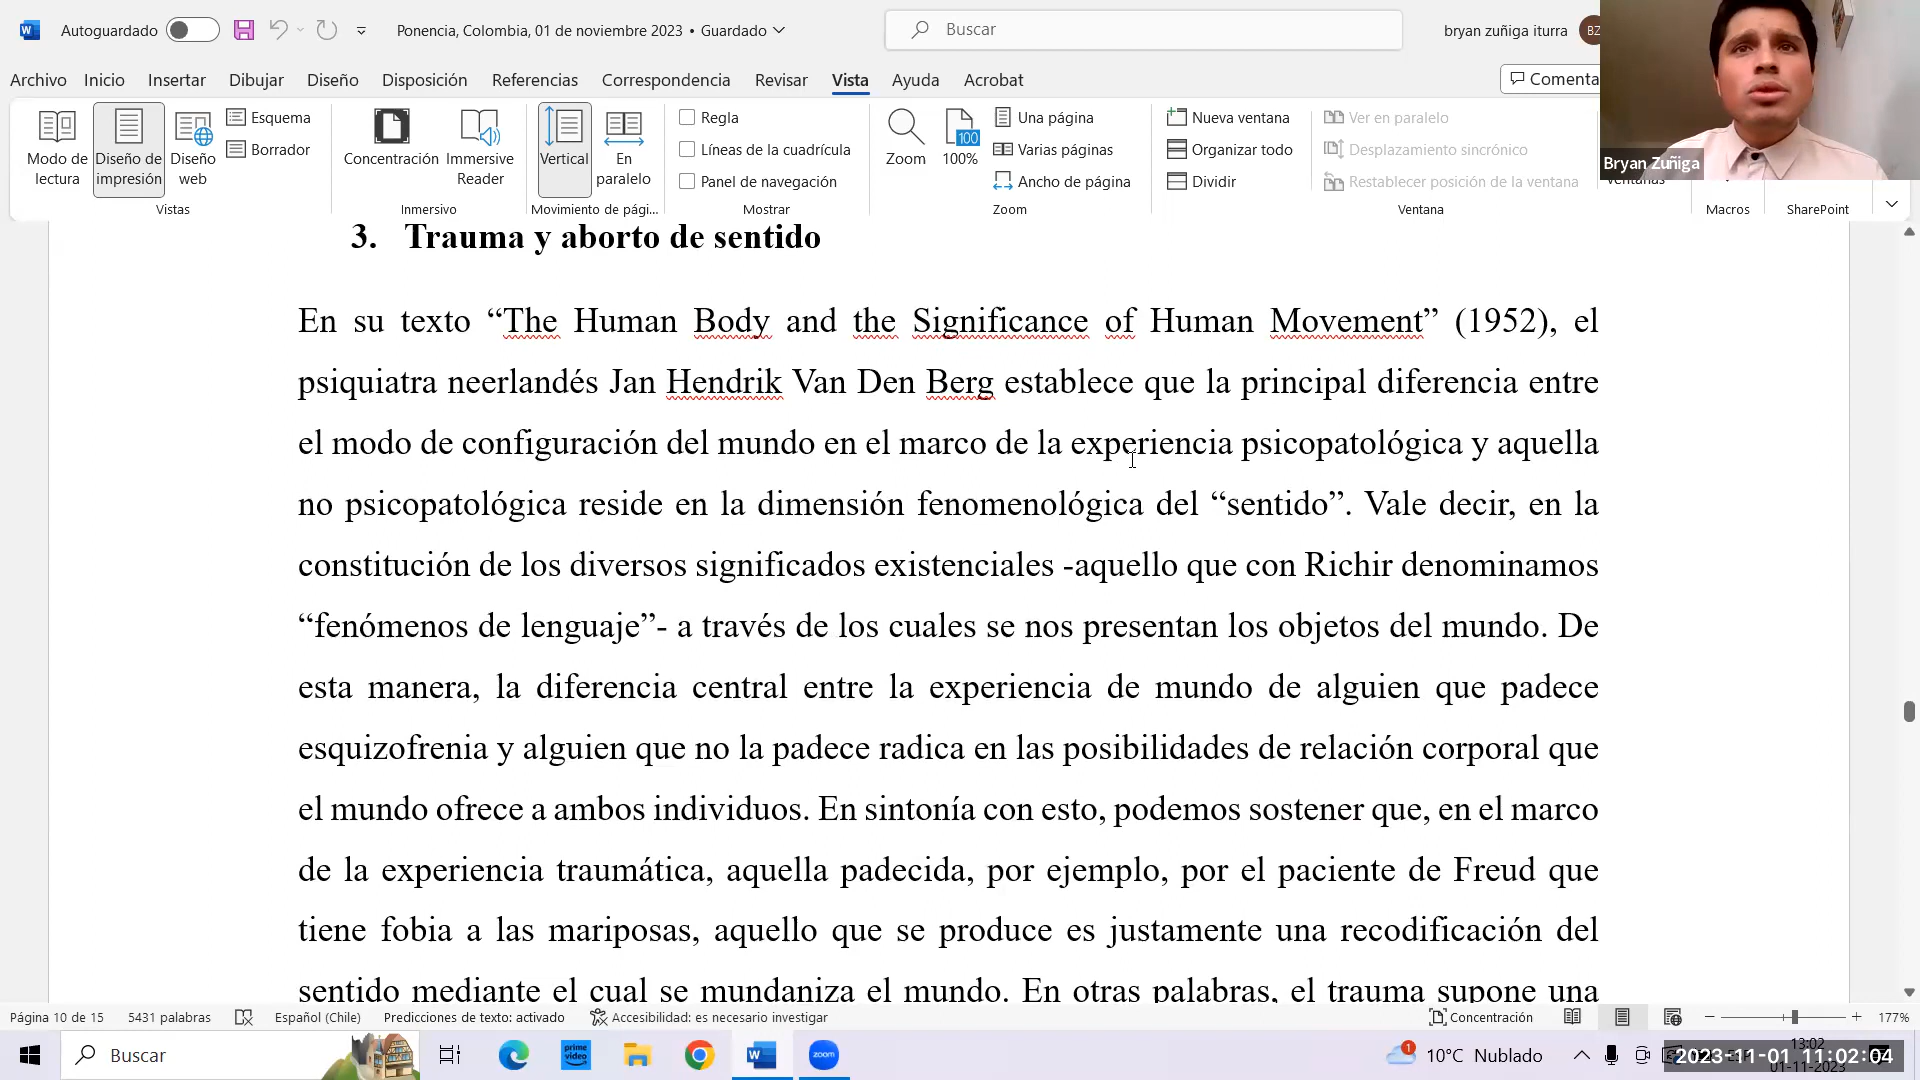 Autoguardado
Ponencia, Colombia, 01 de noviembre 2023 • Guardado
Buscar
bryan zuñiga iturra
BZ
Archivo Inicio Insertar Dibujar Diseño Disposición Referencias Correspondencia Revisar Vista Ayuda Acrobat
Comenta
Modo de lectura
Diseño de impresión
Diseño web
Esquema
Borrador
Vistas
Concentración
Immersive Reader
Inmersivo
Vertical
En paralelo
Movimiento de pági...
Regla
Líneas de la cuadrícula
Panel de navegación
Mostrar
Zoom
100
100%
Una página
Varias páginas
Ancho de página
Zoom
Nueva ventana
Organizar todo
Dividir
Ver en paralelo
Desplazamiento sincrónico
Restablecer posición de la ventana
Ventana
Macros
SharePoint
Bryan Zuñiga
3. Trauma y aborto de sentido
En su texto “The Human Body and the Significance of Human Movement” (1952), el
psiquiatra neerlandés Jan Hendrik Van Den Berg establece que la principal diferencia entre
el modo de configuración del mundo en el marco de la experiencia psicopatológica y aquella
no psicopatológica reside en la dimensión fenomenológica del “sentido”. Vale decir, en la
constitución de los diversos significados existenciales -aquello que con Richir denominamos
“fenómenos de lenguaje”- a través de los cuales se nos presentan los objetos del mundo. De
esta manera, la diferencia central entre la experiencia de mundo de alguien que padece
esquizofrenia y alguien que no la padece radica en las posibilidades de relación corporal que
el mundo ofrece a ambos individuos. En sintonía con esto, podemos sostener que, en el marco
de la experiencia traumática, aquella padecida, por ejemplo, por el paciente de Freud que
tiene fobia a las mariposas, aquello que se produce es justamente una recodificación del
sentido mediante el cual se mundaniza el mundo. En otras palabras, el trauma supone una
Página 10 de 15 5431 palabras Español (Chile) Predicciones de texto: activado Accesibilidad: es necesario investigar
Concentración
177%
Buscar
prime video
zoom
1
10°C Nublado
13:02
01-11-2023
2023-11-01 11:02:04